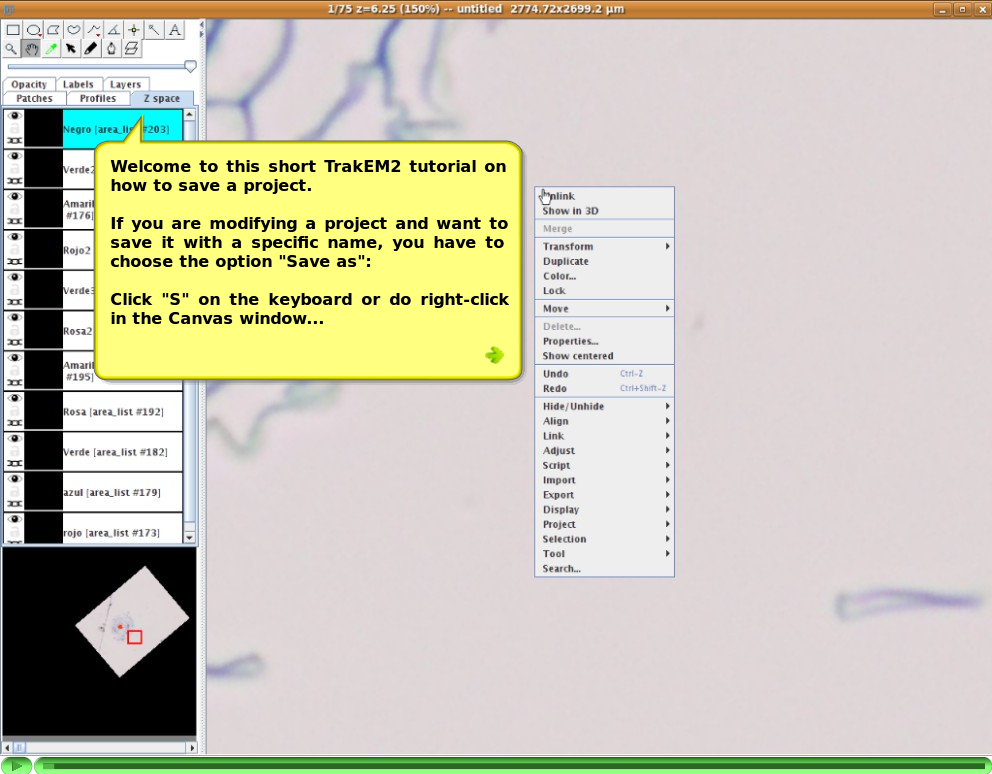 1/75 z=6.25 (150%) -- untitled 2774.72x2699.2 µm
A
Opacity Labels Layers
Patches Profiles Z space
Negro [area_lis #203]
Verde2
Amaril
#176]
Rojo2
Verde3
Rosa2
Amaril
#195]
Rosa [area_list #192]
Verde [area_list #182]
azul [area_list #179]
rojo [area_list #173]
Welcome to this short TrakEM2 tutorial on
how to save a project.
If you are modifying a project and want to
save it with a specific name, you have to
choose the option "Save as":
Click "S" on the keyboard or do right-click
in the Canvas window...
Unlink
Show in 3D
Merge
Transform
Duplicate
Color...
Lock
Move
Delete...
Properties...
Show centered
Undo Ctrl-Z
Redo Ctrl+Shift-Z
Hide/Unhide
Align
Link
Adjust
Script
Import
Export
Display
Project
Selection
Tool
Search...